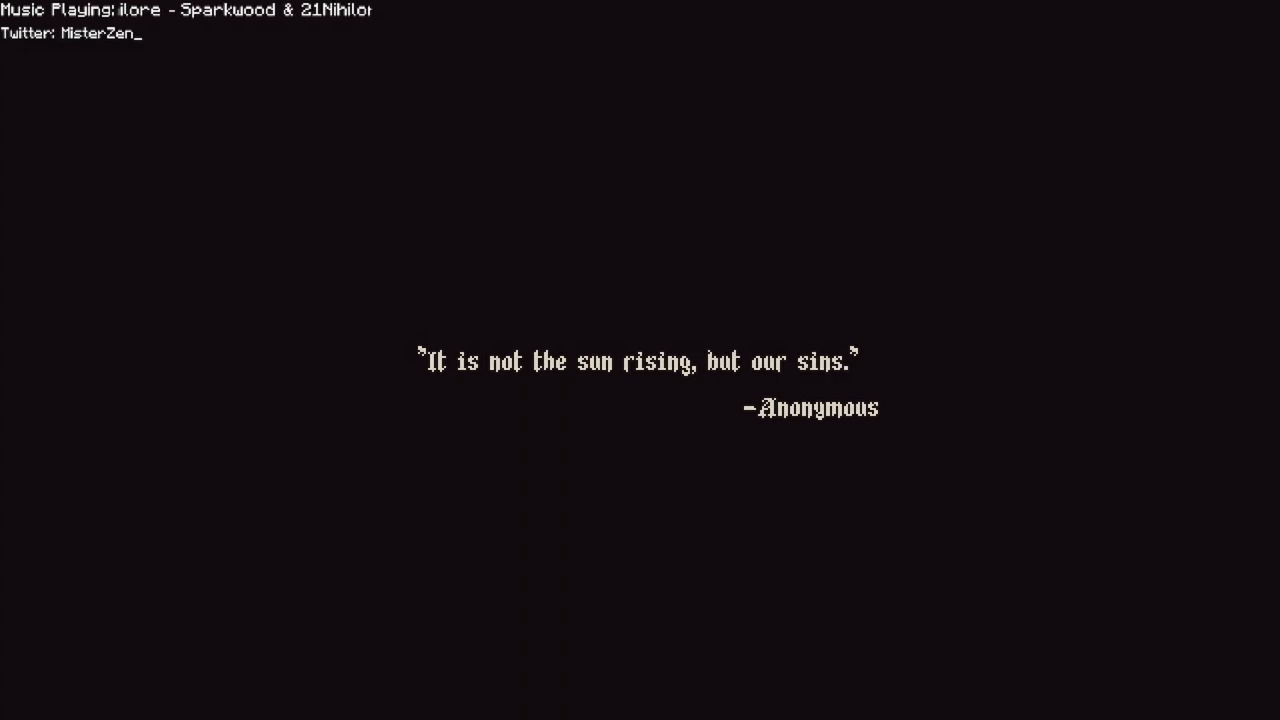 Music Playing: ilore - Sparkwood & 21Nihilor
Twitter: MisterZen_
"It is not the sun rising, but our sins."
-Anonymous